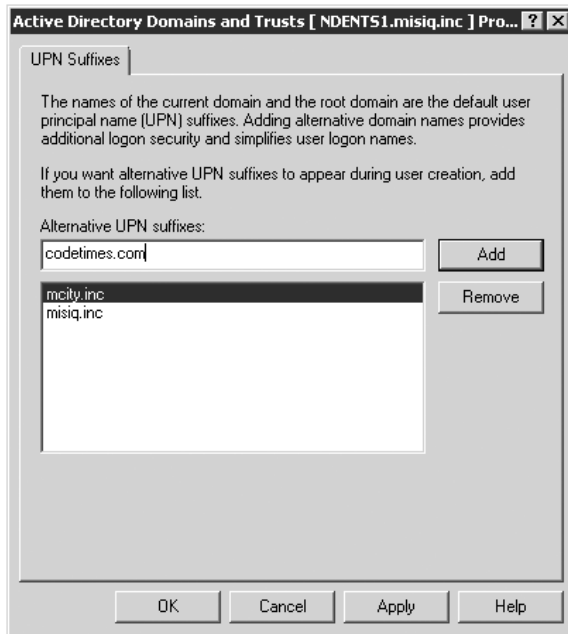 Active Directory Domains and Trusts [ NDENTS1.misiq.inc ] Pro... ? X
UPN Suffixes
The names of the current domain and the root domain are the default user
principal name (UPN) suffixes. Adding alternative domain names provides
additional logon security and simplifies user logon names.
If you want alternative UPN suffixes to appear during user creation, add
them to the following list.
Alternative UPN suffixes:
codetimes.com
Add
mcity.inc
Remove
misiq.inc
OK Cancel Apply Help